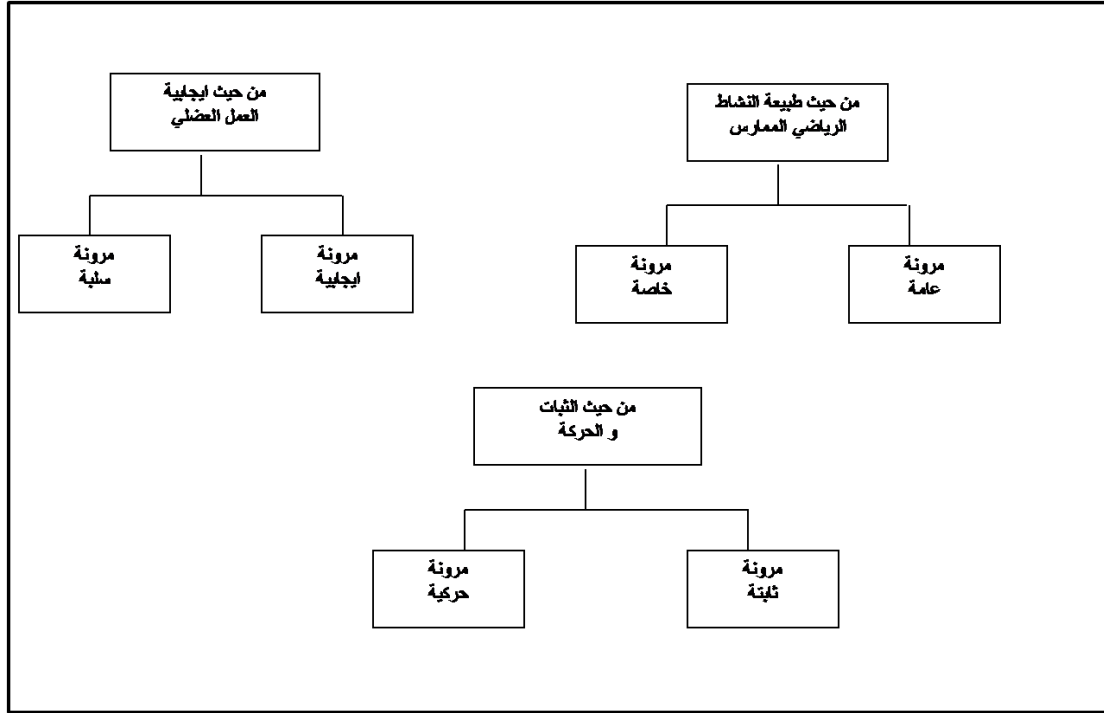 من حيث طبيعة النشاط
الرياضي الممارس
مرونة
عامة
مرونة
خاصة
من حيث ايجابية
العمل العضلي
مرونة
ايجابية
مرونة
سلبة
من حيث الثبات
و الحركة
مرونة
ثابتة
مرونة
حركية